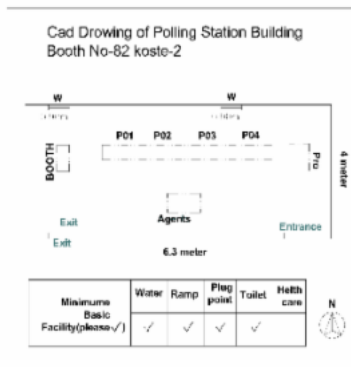 Cad Drowing of Polling Station Building
Booth No-82 koste-2
W W
P01 P02 P03 P04
BOOTH
Pro
4 meter
Agents
Exit
Exit
Entrance
6.3 meter
Minimume Basic Facility(please ✓) Water Ramp Plug point Toilet Helth care
✓ ✓ ✓ ✓
N